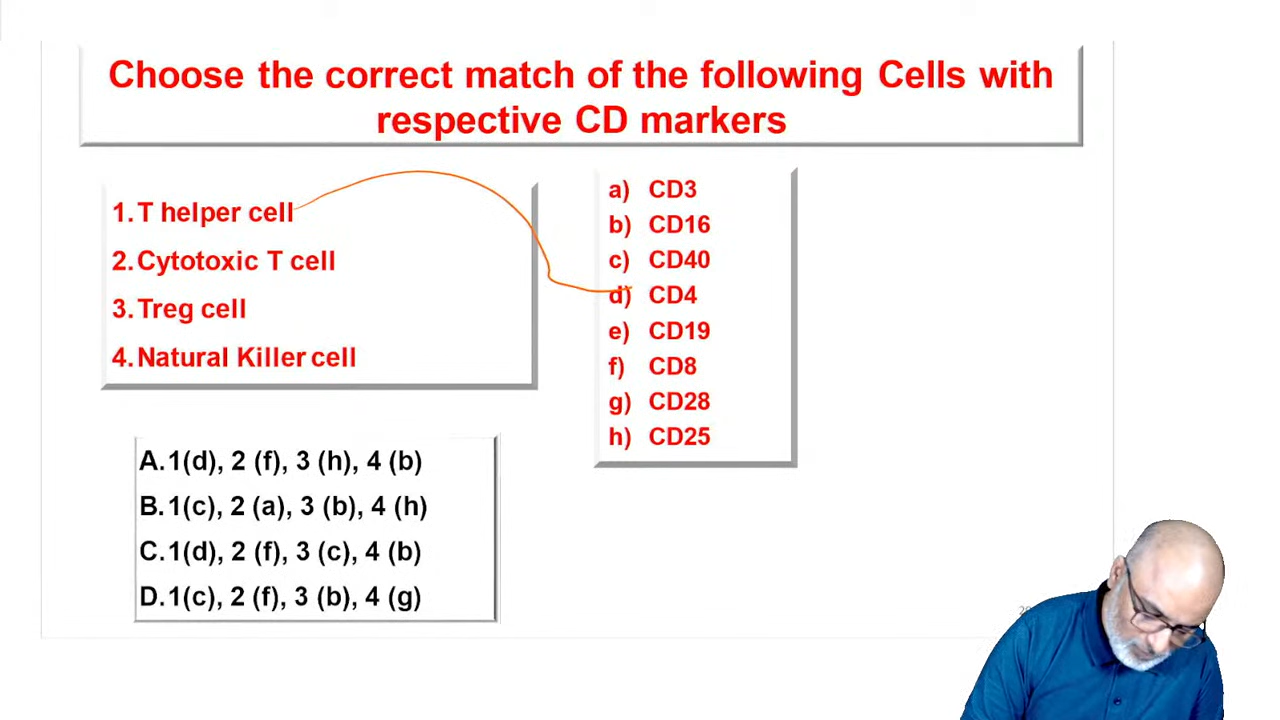 Choose the correct match of the following Cells with
respective CD markers
1. T helper cell
2. Cytotoxic T cell
3. Treg cell
4. Natural Killer cell
a) CD3
b) CD16
c) CD40
d) CD4
e) CD19
f) CD8
g) CD28
h) CD25
A. 1(d), 2 (f), 3 (h), 4 (b)
B. 1(c), 2 (a), 3 (b), 4 (h)
C. 1(d), 2 (f), 3 (c), 4 (b)
D. 1(c), 2 (f), 3 (b), 4 (g)